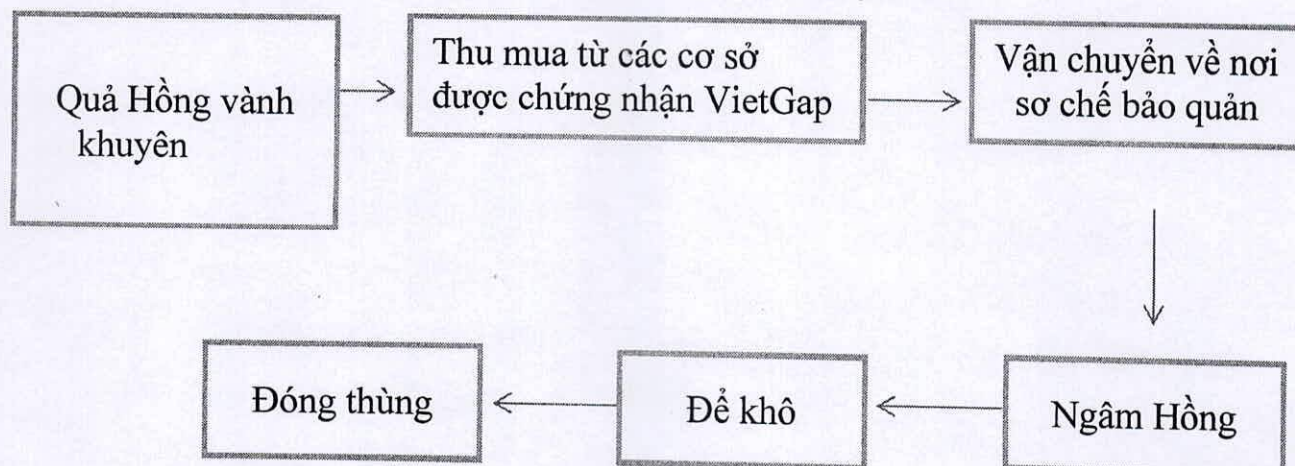 Quả Hồng vành
khuyên
Thu mua từ các cơ sở
được chứng nhận VietGap
Vận chuyển về nơi
sơ chế bảo quản
Ngâm Hồng
Để khô
Đóng thùng